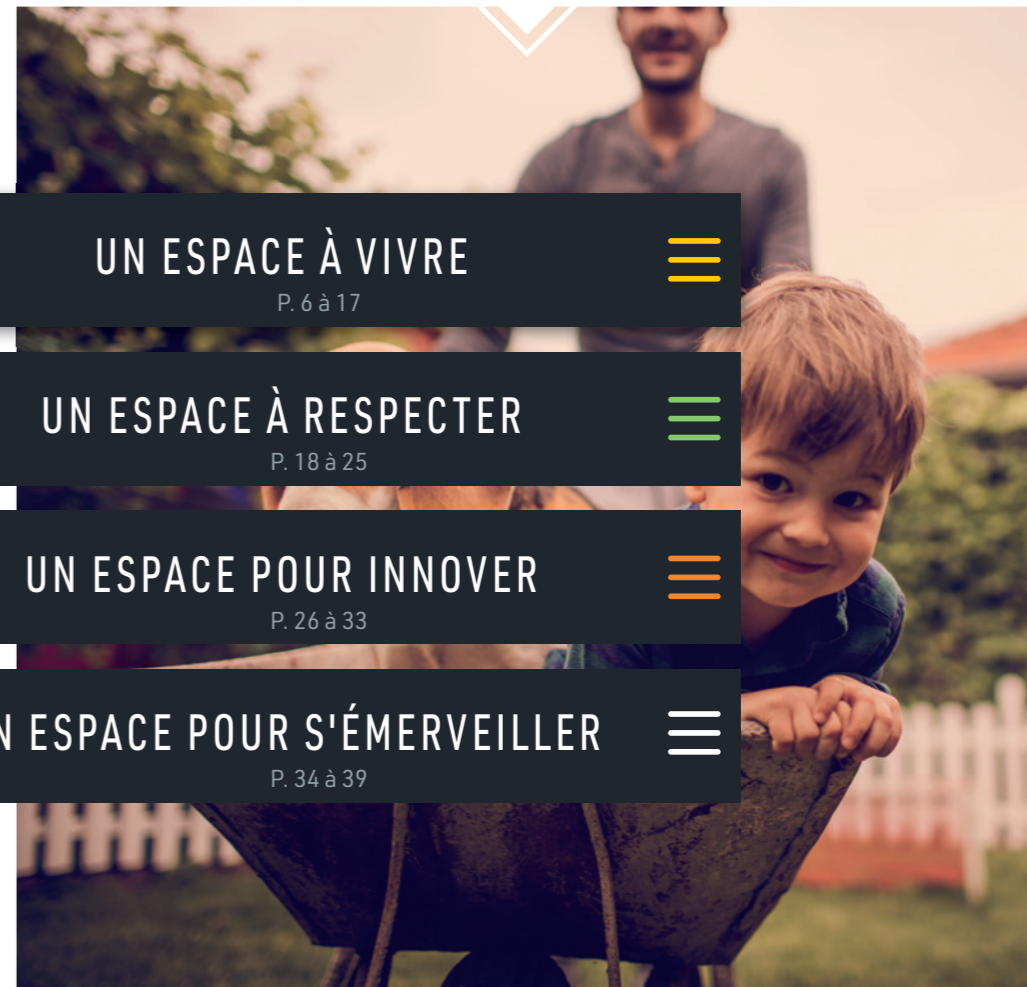 UN ESPACE À VIVRE
P. 6 à 17
UN ESPACE À RESPECTER
P. 18 à 25
UN ESPACE POUR INNOVER
P. 26 à 33
N ESPACE POUR S'ÉMERVEILLER
P. 34 à 39